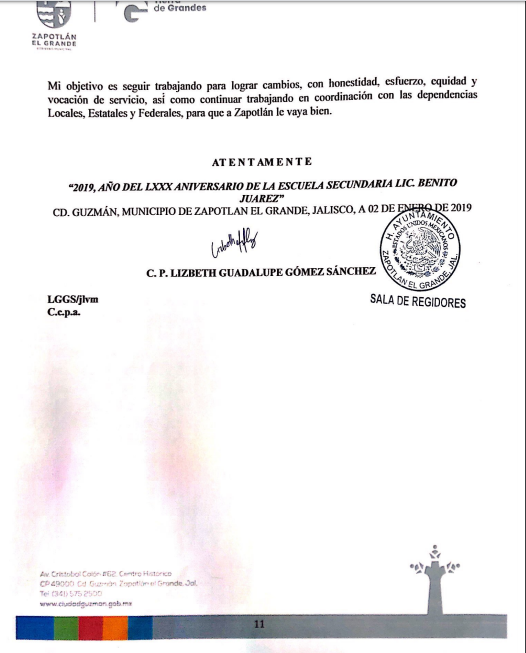 de Grandes
ZAPOTLÁN
EL GRANDE
Mi objetivo es seguir trabajando para lograr cambios, con honestidad, esfuerzo, equidad y
vocación de servicio, así como continuar trabajando en coordinación con las dependencias
Locales, Estatales y Federales, para que a Zapotlán le vaya bien.
ATENTAMENTE
"2019, AÑO DEL LXXX ANIVERSARIO DE LA ESCUELA SECUNDARIA LIC. BENITO
JUAREZ"
CD. GUZMÁN, MUNICIPIO DE ZAPOTLAN EL GRANDE, JALISCO, A 02 DE ENERO DE 2019
H. AYUNTAMIENTO
ESTADOS UNIDOS MEXICANOS
ZAPOTLAN EL GRANDE, JAL.
C. P. LIZBETH GUADALUPE GÓMEZ SÁNCHEZ
SALA DE REGIDORES
LGGS/jlvm
C.c.p.a.
Av. Cristóbal Colón #62, Centro Histórico
CP 49000. Cd. Guzmán, Zapotlán el Grande, Jal.
Tel (341) 575 2500
www.ciudadguzman.gob.mx
11